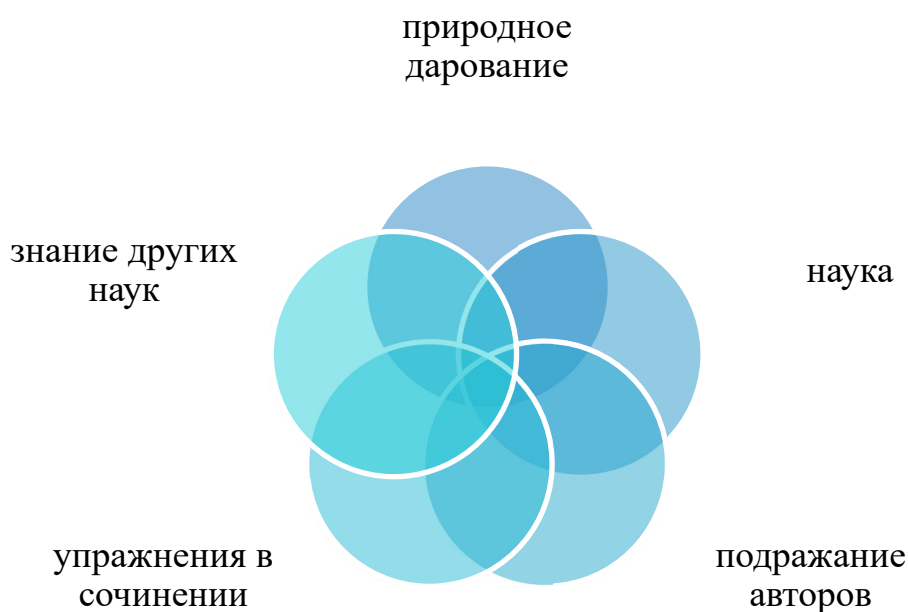 природное
дарование
знание других
наук
наука
упражнения в
сочинении
подражание
авторов